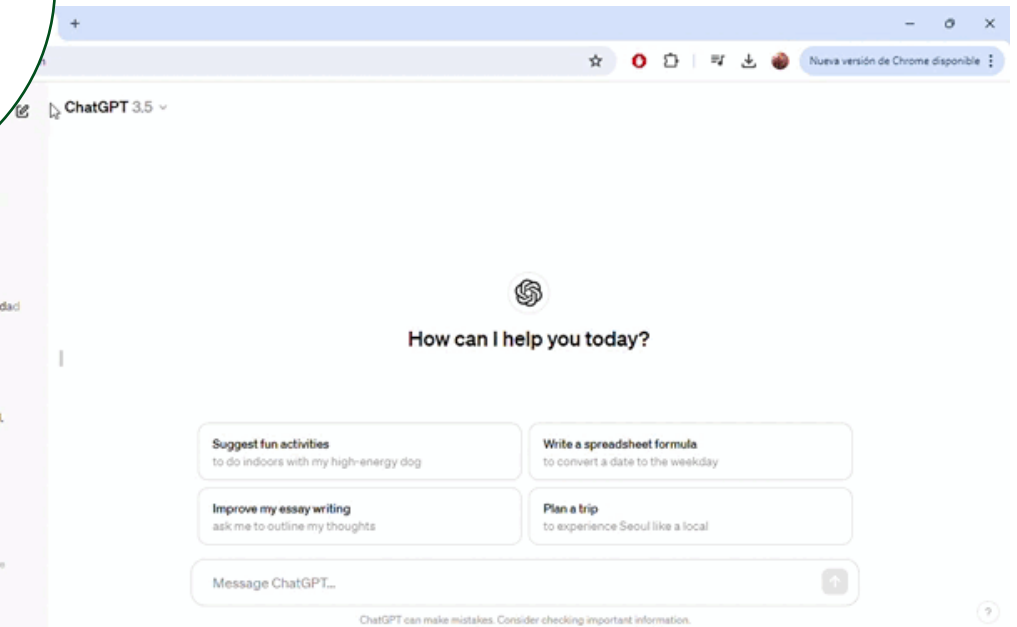 Nueva versión de Chrome disponible
ChatGPT 3.5
dad
How can I help you today?
Suggest fun activities
to do indoors with my high-energy dog
Write a spreadsheet formula
to convert a date to the weekday
Improve my essay writing
ask me to outline my thoughts
Plan a trip
to experience Seoul like a local
Message ChatGPT...
ChatGPT can make mistakes. Consider checking important information.
?